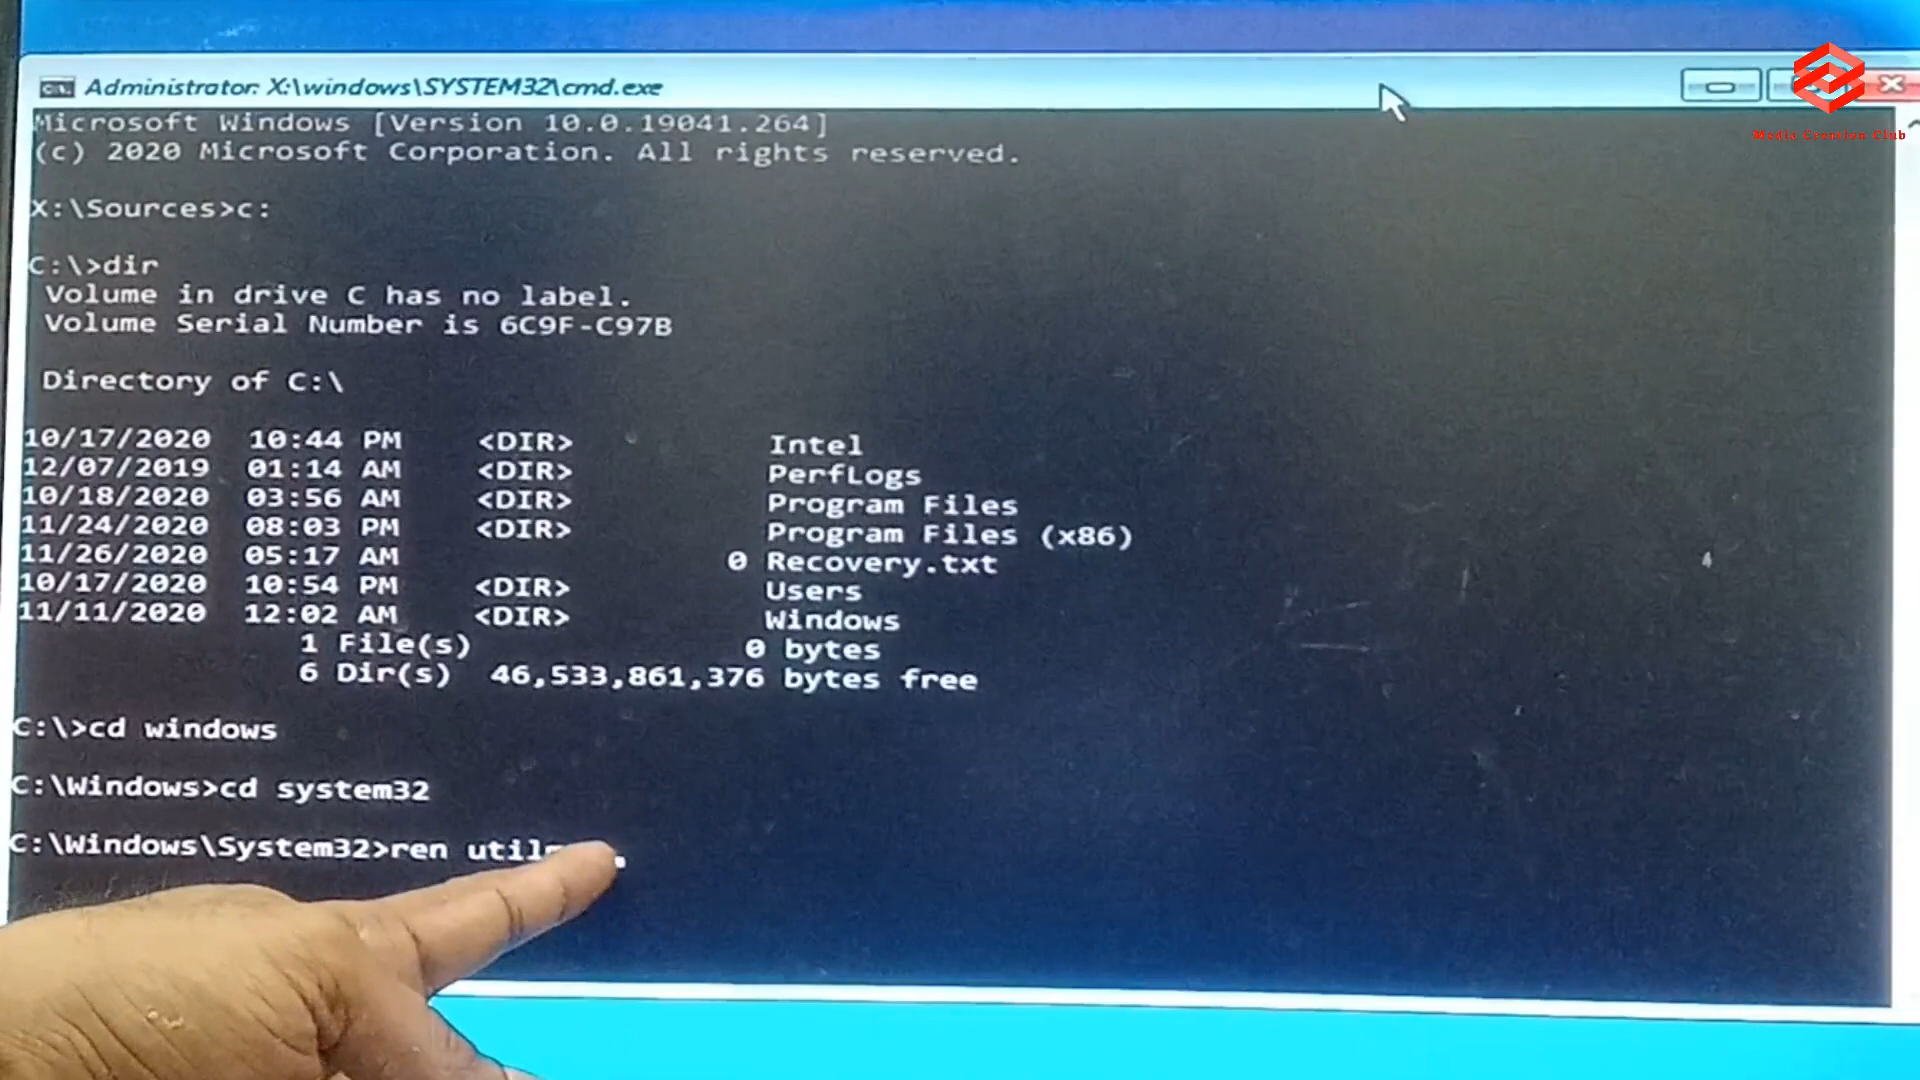 Administrator: X:\windows\SYSTEM32\cmd.exe
Media Creation Club
Microsoft Windows [Version 10.0.19041.264]
(c) 2020 Microsoft Corporation. All rights reserved.
X:\Sources>c:
C:\>dir
Volume in drive C has no label.
Volume Serial Number is 6C9F-C97B
Directory of C:\
10/17/2020 10:44 PM <DIR> Intel
12/07/2019 01:14 AM <DIR> PerfLogs
10/18/2020 03:56 AM <DIR> Program Files
11/24/2020 08:03 PM <DIR> Program Files (x86)
11/26/2020 05:17 AM 0 Recovery.txt
10/17/2020 10:54 PM <DIR> Users
11/11/2020 12:02 AM <DIR> Windows
1 File(s) 0 bytes
6 Dir(s) 46,533,861,376 bytes free
C:\>cd windows
C:\Windows>cd system32
C:\Windows\System32>ren